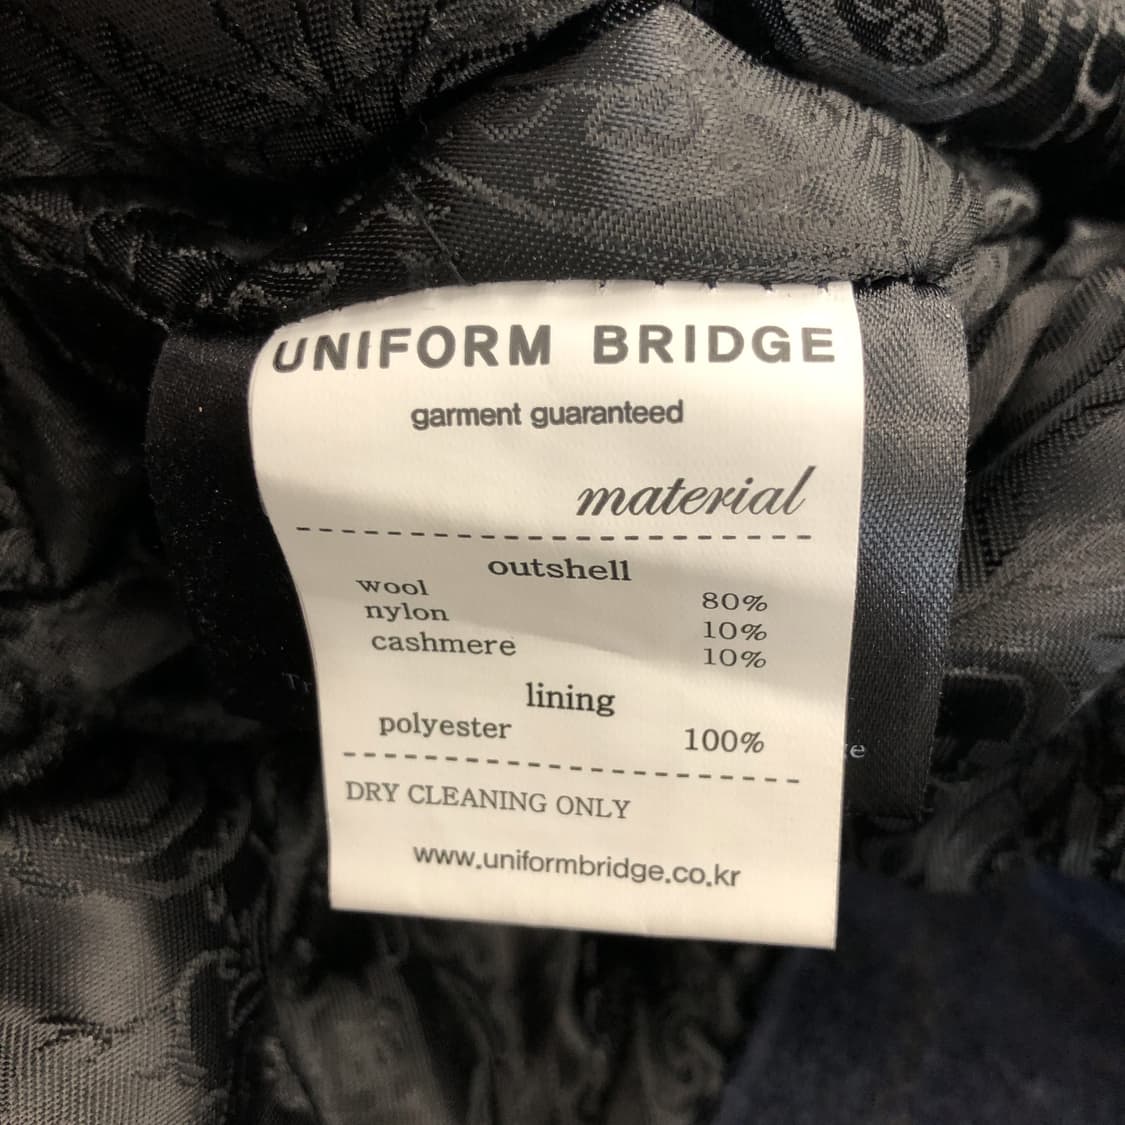 UNIFORM BRIDGE
garment guaranteed
material
outshell
wool 80%
nylon 10%
cashmere 10%
lining
polyester 100%
DRY CLEANING ONLY
www.uniformbridge.co.kr